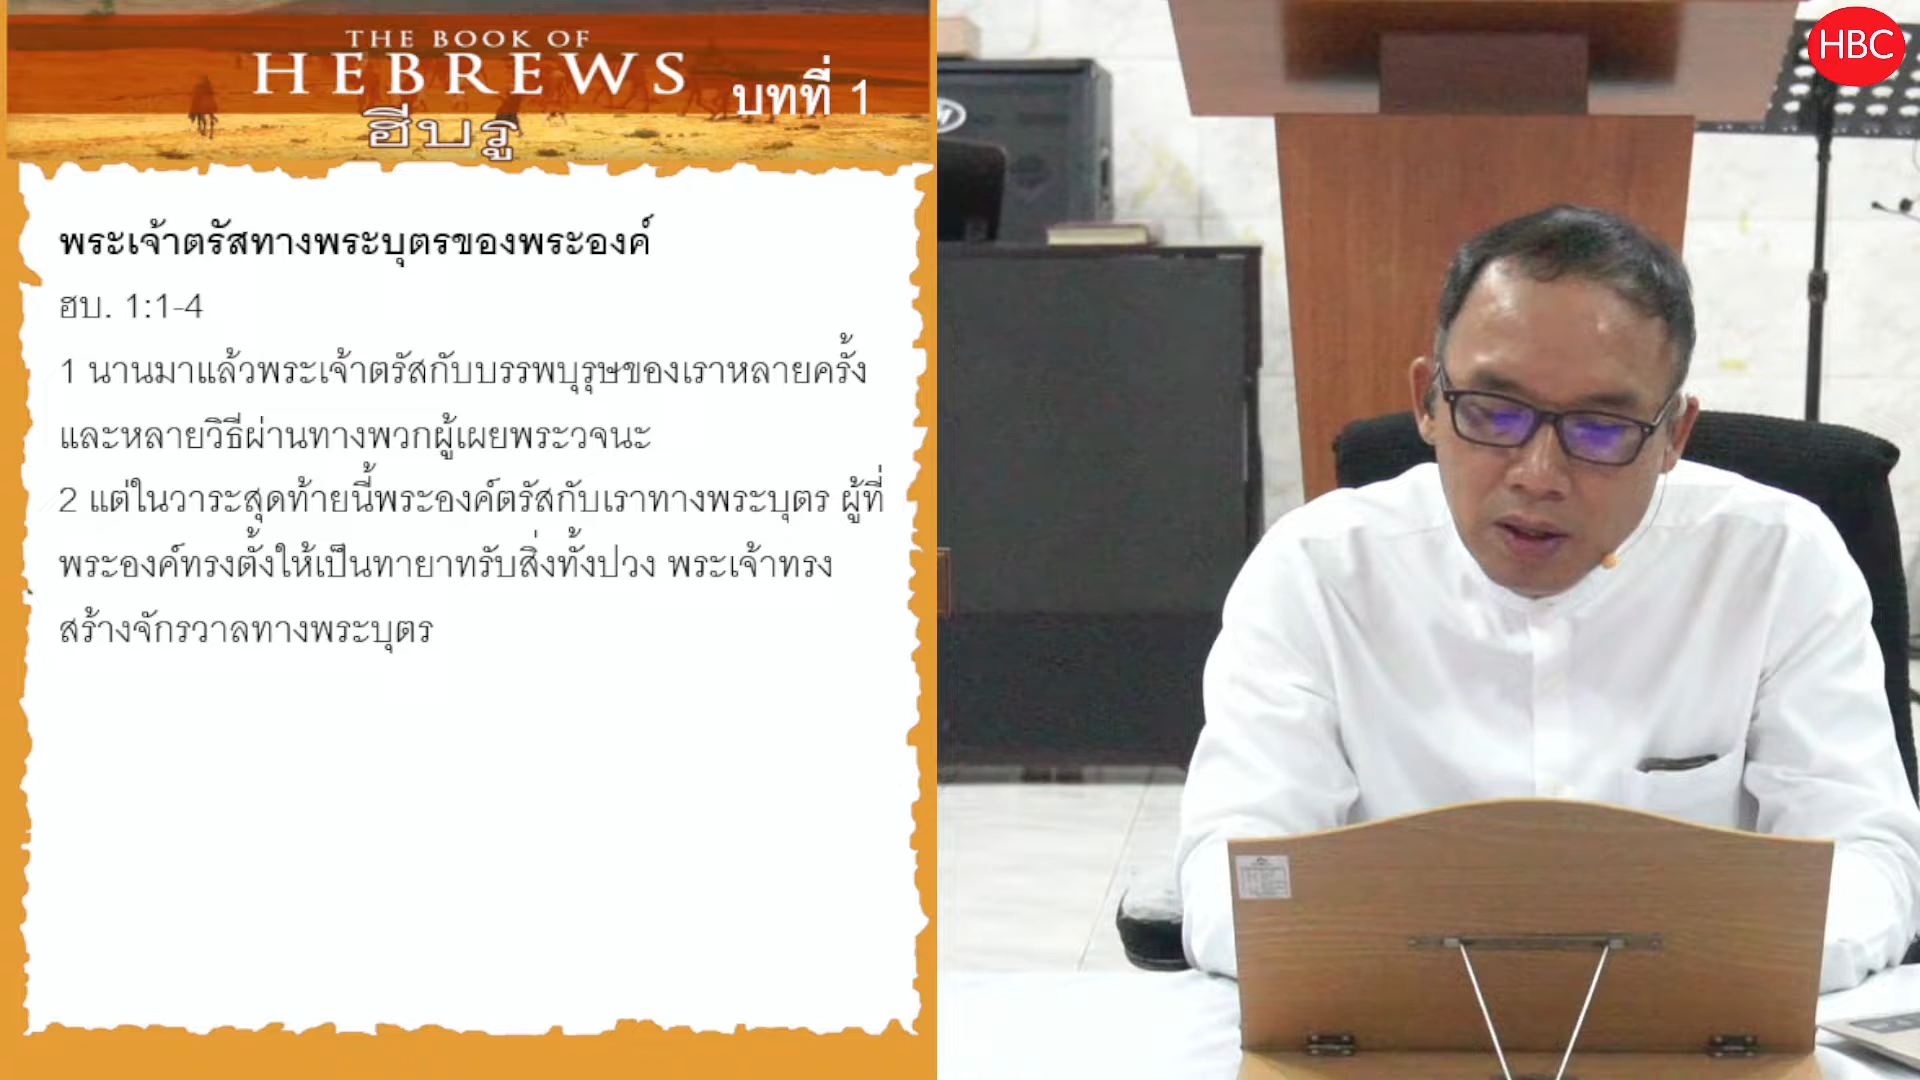 THE BOOK OF
HEBREWS
ฮีบรู
บทที่ 1
พระเจ้าตรัสทางพระบุตรของพระองค์
ฮบ. 1:1-4
1 นานมาแล้วพระเจ้าตรัสกับบรรพบุรุษของเราหลายครั้ง
และหลายวิธีผ่านทางพวกผู้เผยพระวจนะ
2 แต่ในวาระสุดท้ายนี้พระองค์ตรัสกับเราทางพระบุตร ผู้ที่
พระองค์ทรงตั้งให้เป็นทายาทรับสิ่งทั้งปวง พระเจ้าทรง
สร้างจักรวาลทางพระบุตร
HBC